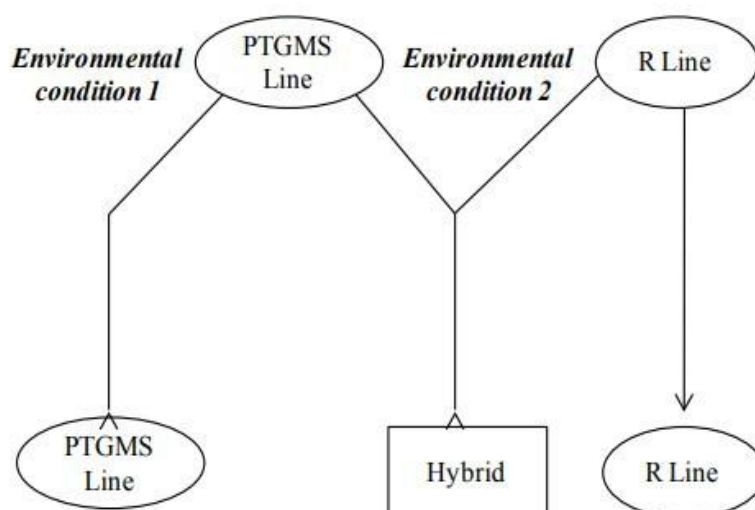 Environmental
condition 1
PTGMS
Line
Environmental
condition 2
R Line
PTGMS
Line
Hybrid
R Line